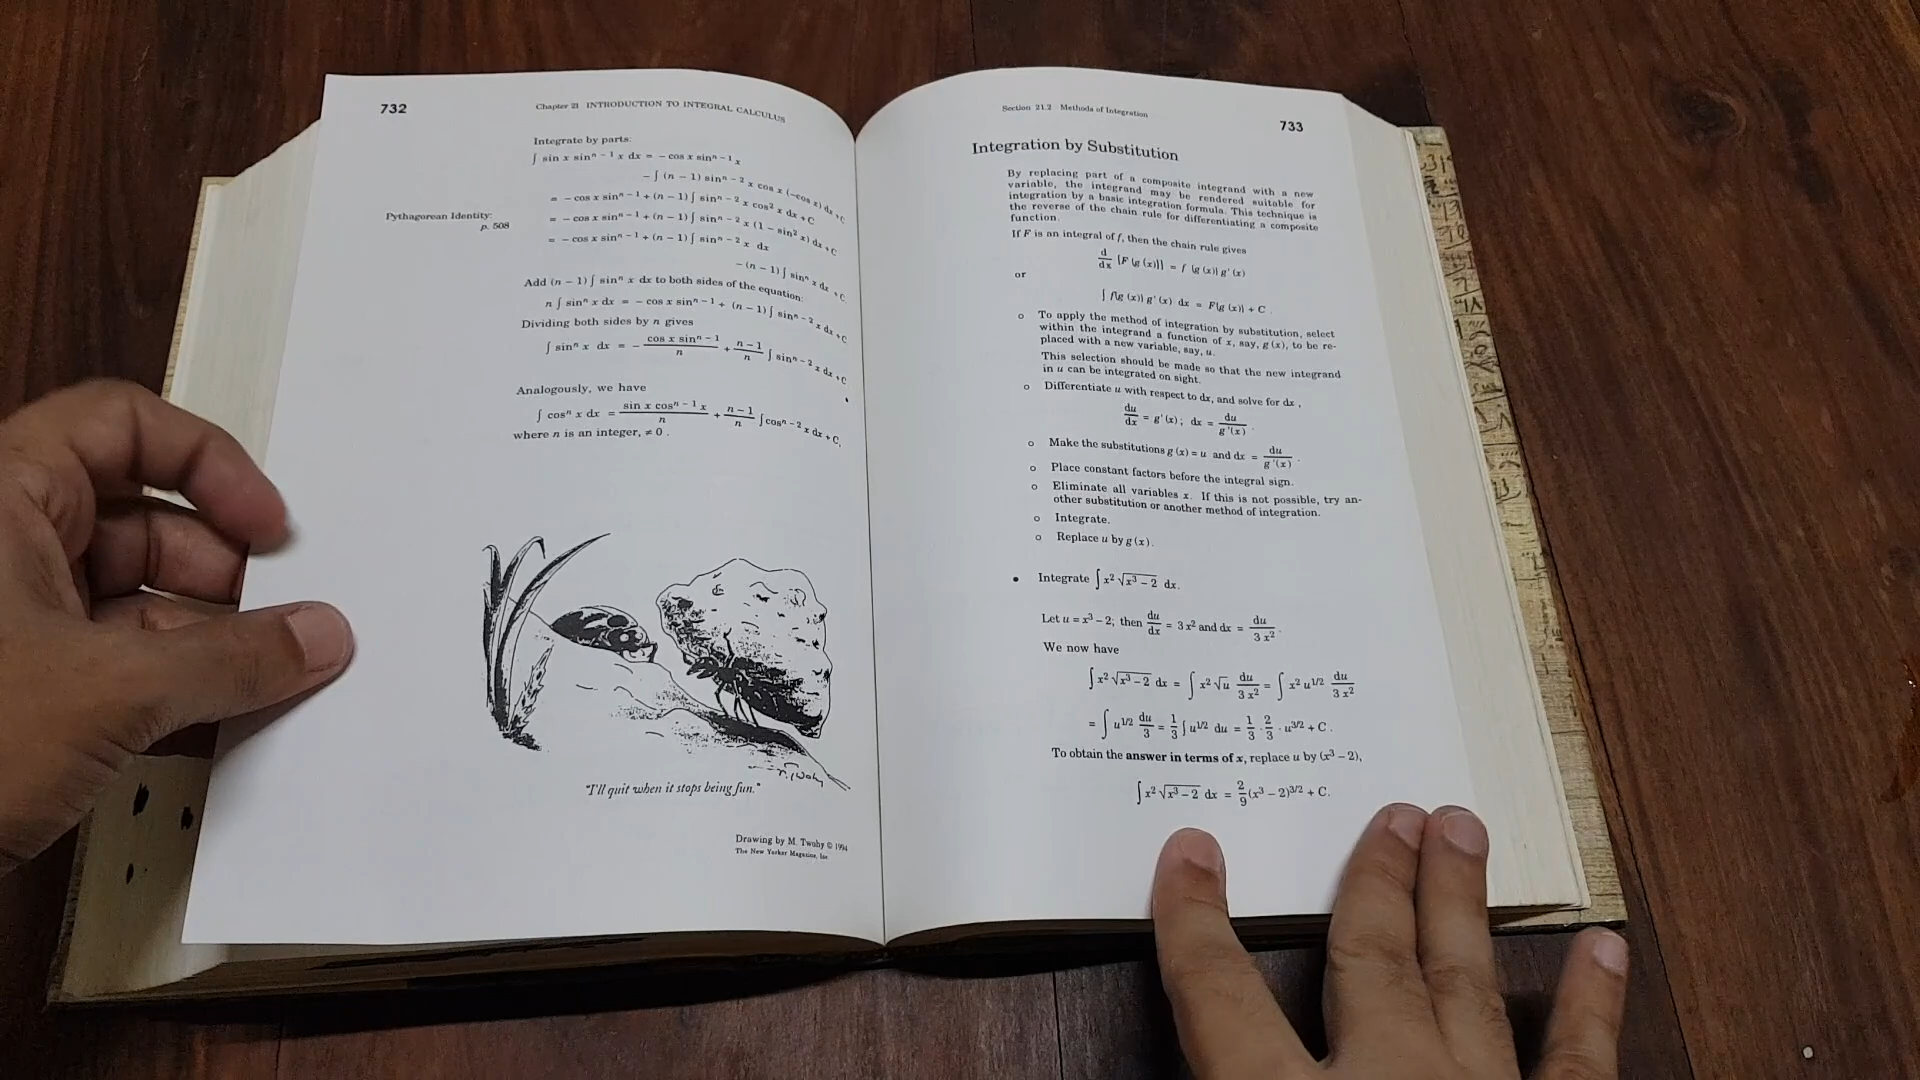 732
Chapter 21 INTRODUCTION TO INTEGRAL CALCULUS
Integrate by parts:
∫ sin x sinⁿ⁻¹ x dx = − cos x sinⁿ⁻¹ x
− ∫ (n − 1) sinⁿ⁻² x cos x (−cos x) dx + C
= − cos x sinⁿ⁻¹ + (n − 1) ∫ sinⁿ⁻² x cos² x dx + C
Pythagorean Identity:
p. 508
= − cos x sinⁿ⁻¹ + (n − 1) ∫ sinⁿ⁻² x (1 − sin² x) dx + C
= − cos x sinⁿ⁻¹ + (n − 1) ∫ sinⁿ⁻² x dx
− (n − 1) ∫ sinⁿ x dx + C
Add (n − 1) ∫ sinⁿ x dx to both sides of the equation:
n ∫ sinⁿ x dx = − cos x sinⁿ⁻¹ + (n − 1) ∫ sinⁿ⁻² x dx + C
Dividing both sides by n gives
∫ sinⁿ x dx = − cos x sinⁿ⁻¹ / n + n−1 / n ∫ sinⁿ⁻² x dx + C
Analogously, we have
∫ cosⁿ x dx = sin x cosⁿ⁻¹ x / n + n−1 / n ∫ cosⁿ⁻² x dx + C,
where n is an integer, ≠ 0 .
M. Twohy
"I'll quit when it stops being fun."
Drawing by M. Twohy © 1994
The New Yorker Magazine, Inc
Section 21.2 Methods of Integration
733
Integration by Substitution
By replacing part of a composite integrand with a new
variable, the integrand may be rendered suitable for
integration by a basic integration formula. This technique is
the reverse of the chain rule for differentiating a composite
function.
If F is an integral of f, then the chain rule gives
d/dx {F [g (x)]} = f [g (x)] g' (x)
or
∫ f[g (x)] g' (x) dx = F[g (x)] + C .
o To apply the method of integration by substitution, select
within the integrand a function of x, say, g (x), to be re-
placed with a new variable, say, u.
This selection should be made so that the new integrand
in u can be integrated on sight.
o Differentiate u with respect to dx, and solve for dx ,
du/dx = g' (x) ; dx = du/g'(x) .
o Make the substitutions g (x) = u and dx = du/g'(x) .
o Place constant factors before the integral sign.
o Eliminate all variables x. If this is not possible, try an-
other substitution or another method of integration.
o Integrate.
o Replace u by g (x).
• Integrate ∫ x² √(x³ − 2) dx.
Let u = x³ − 2; then du/dx = 3 x² and dx = du/3 x² .
We now have
∫ x² √(x³ − 2) dx = ∫ x² √u du/3 x² = ∫ x² u^1/2 du/3 x²
= ∫ u^1/2 du/3 = 1/3 ∫ u^1/2 du = 1/3 · 2/3 · u^3/2 + C .
To obtain the answer in terms of x, replace u by (x³ − 2),
∫ x² √(x³ − 2) dx = 2/9 (x³ − 2)^3/2 + C.